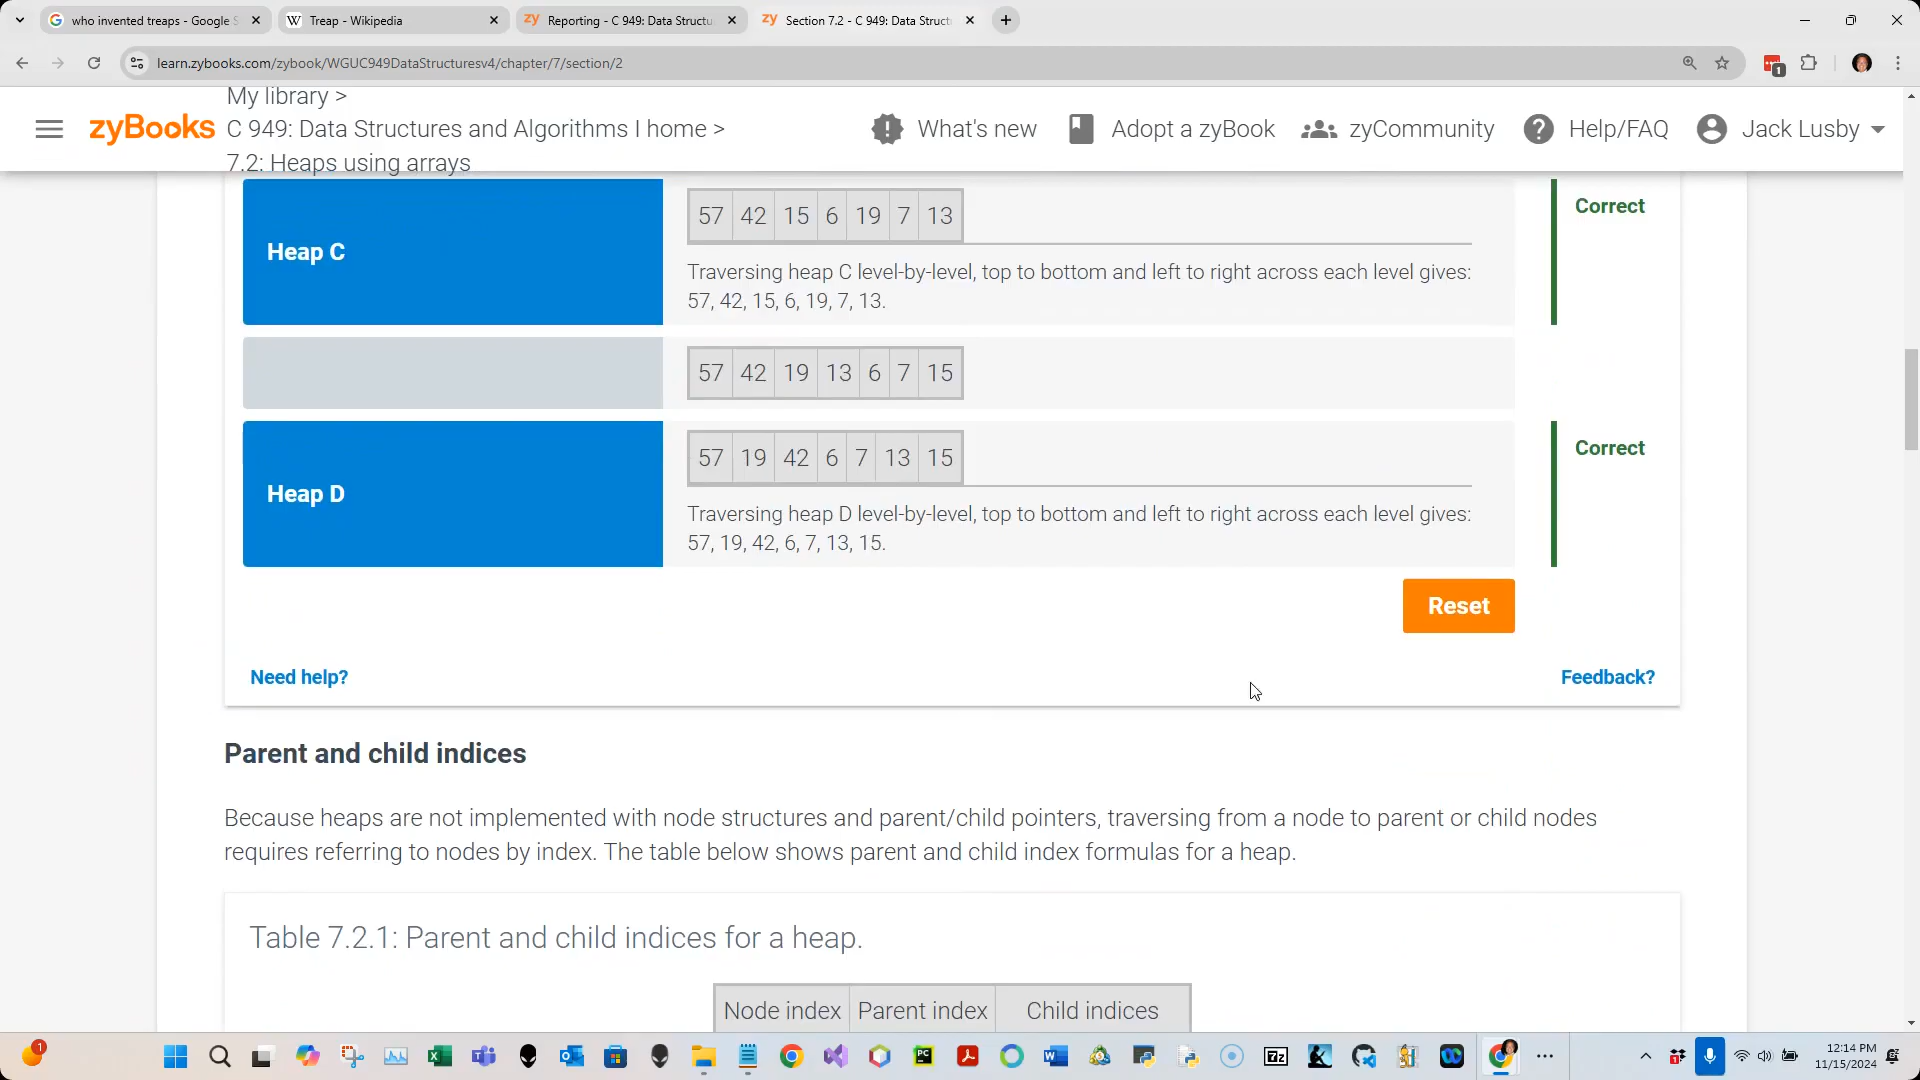 who invented treaps - Google S
Treap - Wikipedia
Reporting - C 949: Data Structu
Section 7.2 - C 949: Data Struct
learn.zybooks.com/zybook/WGUC949DataStructuresv4/chapter/7/section/2
1
zyBooks
My library >
C 949: Data Structures and Algorithms I home >
7.2: Heaps using arrays
What's new
Adopt a zyBook
zyCommunity
Help/FAQ
Jack Lusby
Heap C
57 42 15 6 19 7 13
Correct
Traversing heap C level-by-level, top to bottom and left to right across each level gives:
57, 42, 15, 6, 19, 7, 13.
57 42 19 13 6 7 15
Heap D
57 19 42 6 7 13 15
Correct
Traversing heap D level-by-level, top to bottom and left to right across each level gives:
57, 19, 42, 6, 7, 13, 15.
Reset
Need help?
Feedback?
Parent and child indices
Because heaps are not implemented with node structures and parent/child pointers, traversing from a node to parent or child nodes
requires referring to nodes by index. The table below shows parent and child index formulas for a heap.
Table 7.2.1: Parent and child indices for a heap.
Node index Parent index Child indices
1
12:14 PM
11/15/2024